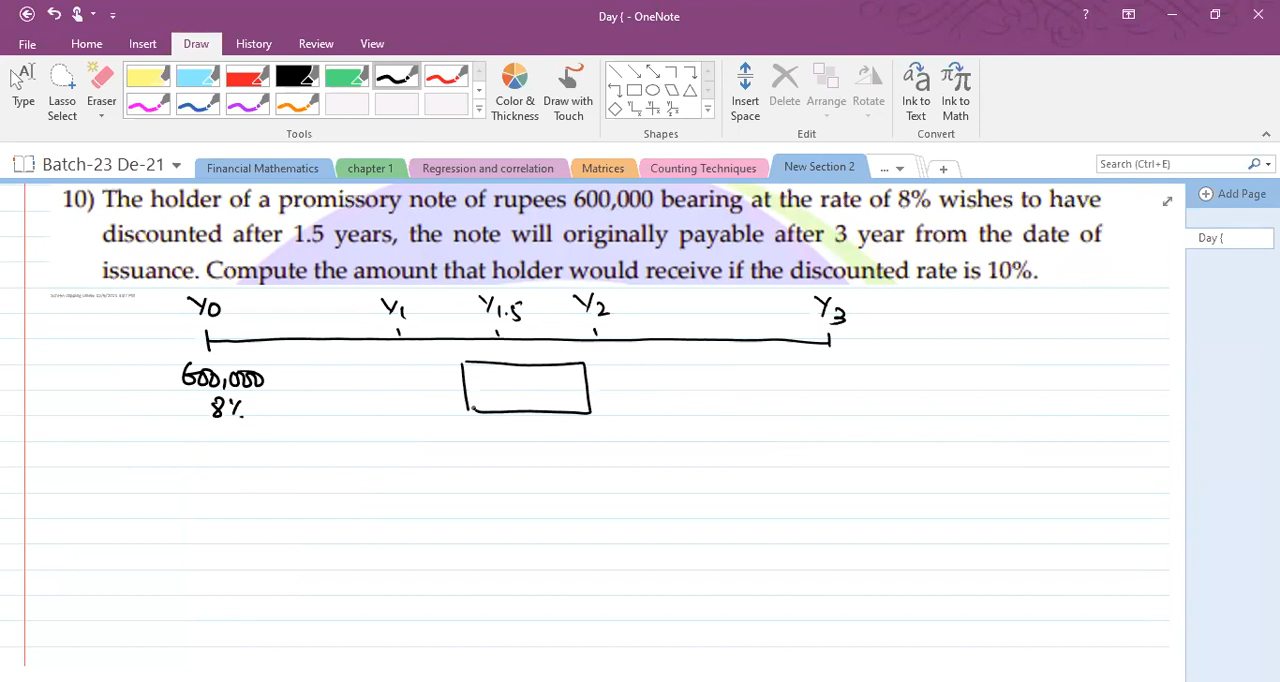 Day { - OneNote
?
File Home Insert Draw History Review View
Type
Lasso Select
Eraser
Color & Thickness
Draw with Touch
Insert Space
Delete
Arrange
Rotate
Ink to Text
Ink to Math
Tools Shapes Edit Convert
Batch-23 De-21 Financial Mathematics chapter 1 Regression and correlation Matrices Counting Techniques New Section 2 ... Search (Ctrl+E)
Add Page
Day {
10) The holder of a promissory note of rupees 600,000 bearing at the rate of 8% wishes to have
discounted after 1.5 years, the note will originally payable after 3 year from the date of
issuance. Compute the amount that holder would receive if the discounted rate is 10%.
Y0 Y1 Y1.5 Y2 Y3
600,000
8%